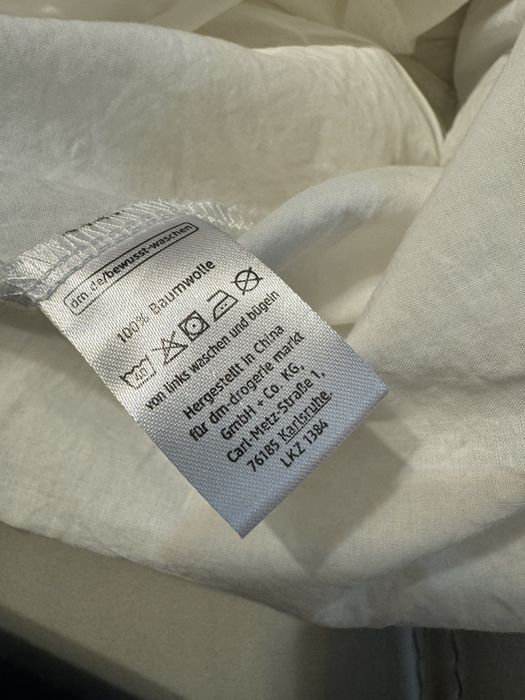 dm.de/bewusst-waschen
100% Baumwolle
40
von links waschen und bügeln
Hergestellt in China
für dm-drogerie markt
GmbH + Co. KG,
Carl-Metz-Straße 1,
76185 Karlsruhe.
LKZ 1384